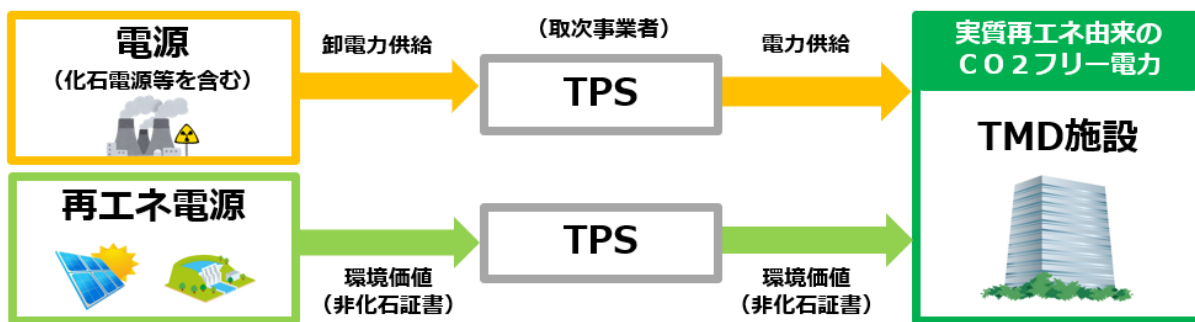 電源
（化石電源等を含む）
卸電力供給
（取次事業者）
TPS
電力供給
実質再エネ由来の
ＣＯ２フリー電力
TMD施設
再エネ電源
環境価値
（非化石証書）
TPS
環境価値
（非化石証書）